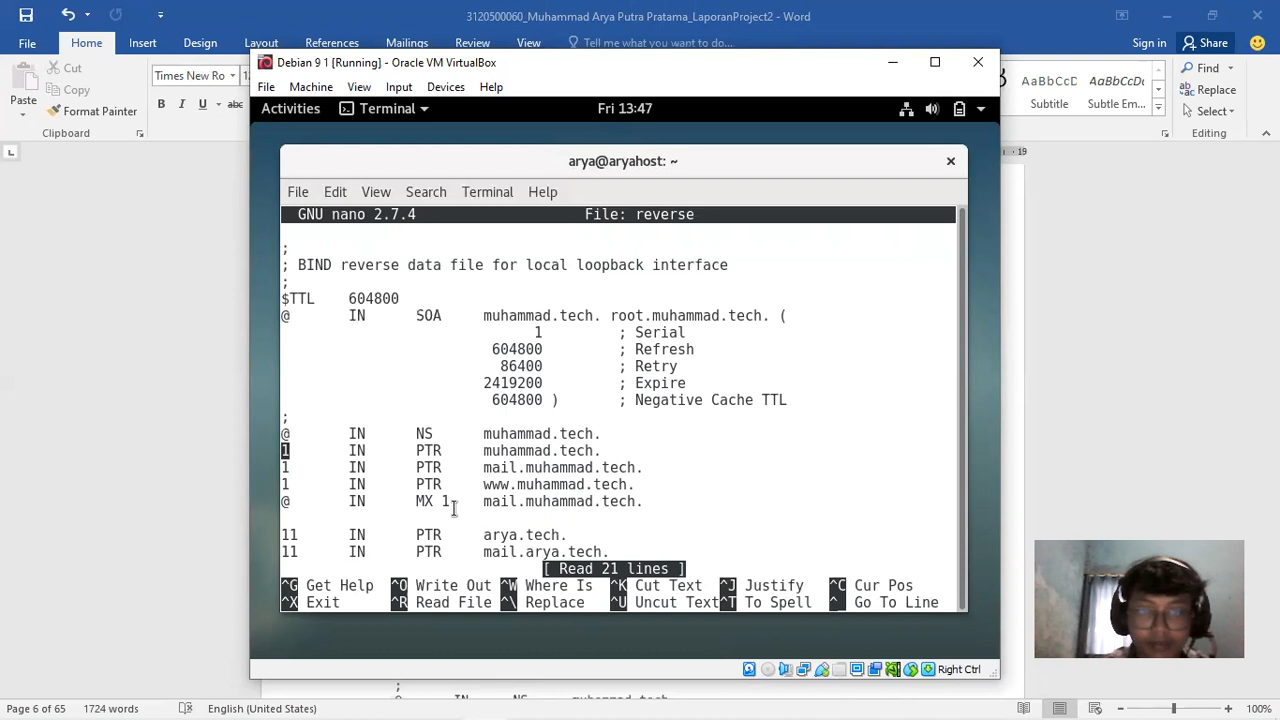 3120500060_Muhammad Arya Putra Pratama_LaporanProject2 - Word
File Home Insert Design Layout References Mailings Review View Tell me what you want to do... Sign in Share
Paste
Cut
Copy
Format Painter
Clipboard
Times New Ro
B I U abc
AaBbCcDc AaBbCcDc
Subtitle Subtle Em...
Find
Replace
Select
Editing
19
Debian 9 1 [Running] - Oracle VM VirtualBox
File Machine View Input Devices Help
Activities Terminal Fri 13:47
arya@aryahost: ~
File Edit View Search Terminal Help
GNU nano 2.7.4 File: reverse
;
; BIND reverse data file for local loopback interface
;
$TTL 604800
@ IN SOA muhammad.tech. root.muhammad.tech. (
1 ; Serial
604800 ; Refresh
86400 ; Retry
2419200 ; Expire
604800 ) ; Negative Cache TTL
;
@ IN NS muhammad.tech.
1 IN PTR muhammad.tech.
1 IN PTR mail.muhammad.tech.
1 IN PTR www.muhammad.tech.
@ IN MX 1 mail.muhammad.tech.
11 IN PTR arya.tech.
11 IN PTR mail.arya.tech.
[ Read 21 lines ]
^G Get Help ^O Write Out ^W Where Is ^K Cut Text ^J Justify ^C Cur Pos
^X Exit ^R Read File ^\ Replace ^U Uncut Text ^T To Spell ^_ Go To Line
Right Ctrl
Page 6 of 65 1724 words English (United States) 100%